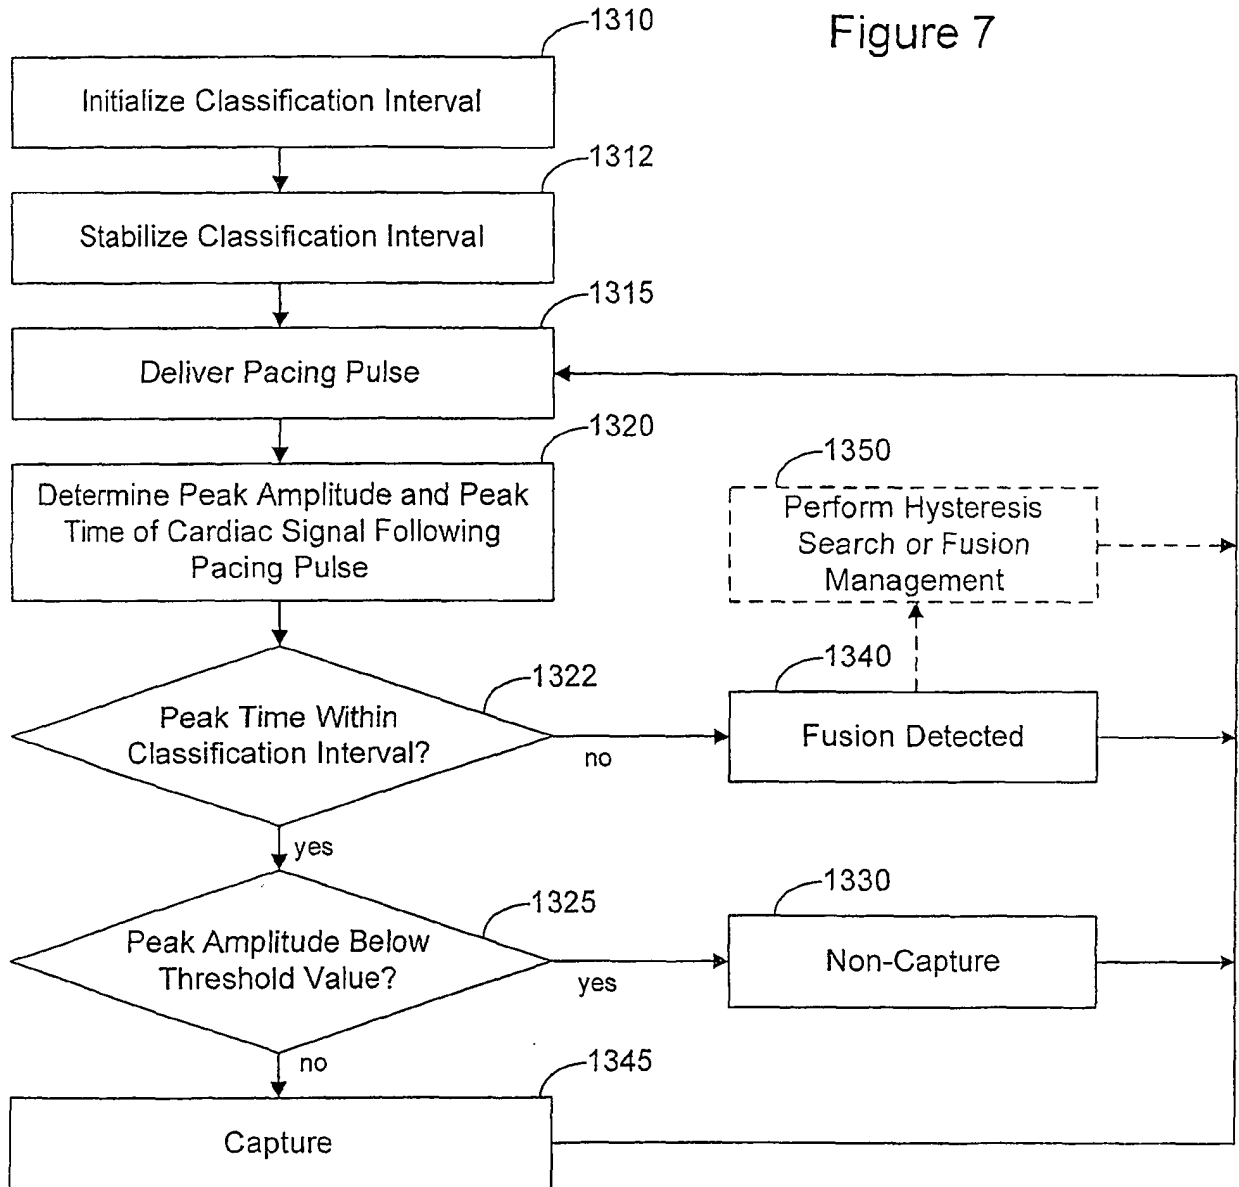 Figure 7
1310
Initialize Classification Interval
1312
Stabilize Classification Interval
1315
Deliver Pacing Pulse
1320
Determine Peak Amplitude and Peak
Time of Cardiac Signal Following
Pacing Pulse
1350
Perform Hysteresis
Search or Fusion
Management
1322
Peak Time Within
Classification Interval?
no
1340
Fusion Detected
yes
1325
Peak Amplitude Below
Threshold Value?
yes
1330
Non-Capture
no
1345
Capture